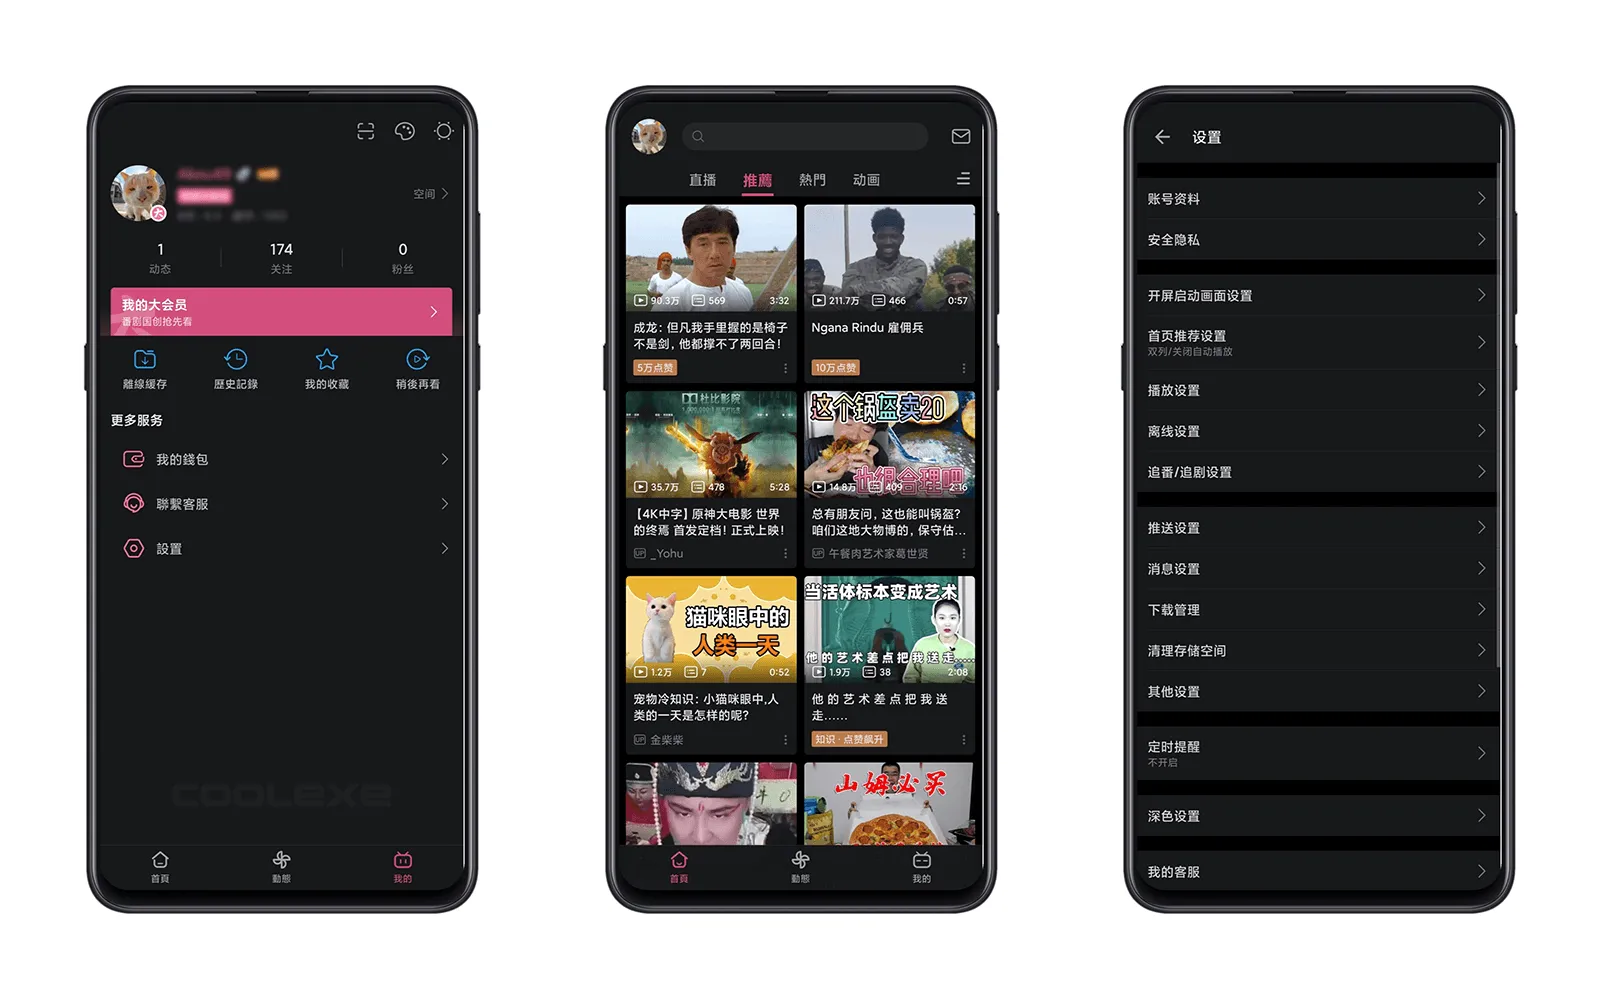 空间
1
174
0
动态
关注
粉丝
我的大会员
番剧国创抢先看
離線緩存
歷史記錄
我的收藏
稍後再看
更多服务
我的錢包
聯繫客服
設置
COOLEXE
首頁
動態
我的
直播
推薦
熱門
动画
90.3万
569
3:32
成龙：但凡我手里握的是椅子
不是剑，他都撑不了两回合！
5万点赞
211.7万
466
0:57
Ngana Rindu 雇佣兵
10万点赞
杜比影院
35.7万
478
5:28
【4K中字】原神大电影 世界
的终焉 首发定档！正式上映！
UP _Yohu
这个锅盔卖20
也很合理吧
14.8万
409
2:16
总有朋友问，这也能叫锅盔？
咱们这地大物博的，保守估...
UP 午餐肉艺术家葛世贤
猫咪眼中的
人类一天
1.2万
7
0:52
宠物冷知识：小猫咪眼中,人
类的一天是怎样的呢？
UP 金柴柴
当活体标本变成艺术
他的艺术差点把我送走.....
1.9万
38
2:08
他 的 艺 术 差 点 把 我 送
走......
知识 · 点赞飙升
山姆必买
首頁
動態
我的
设置
账号资料
安全隐私
开屏启动画面设置
首页推荐设置
双列/关闭自动播放
播放设置
离线设置
追番/追剧设置
推送设置
消息设置
下载管理
清理存储空间
其他设置
定时提醒
不开启
深色设置
我的客服